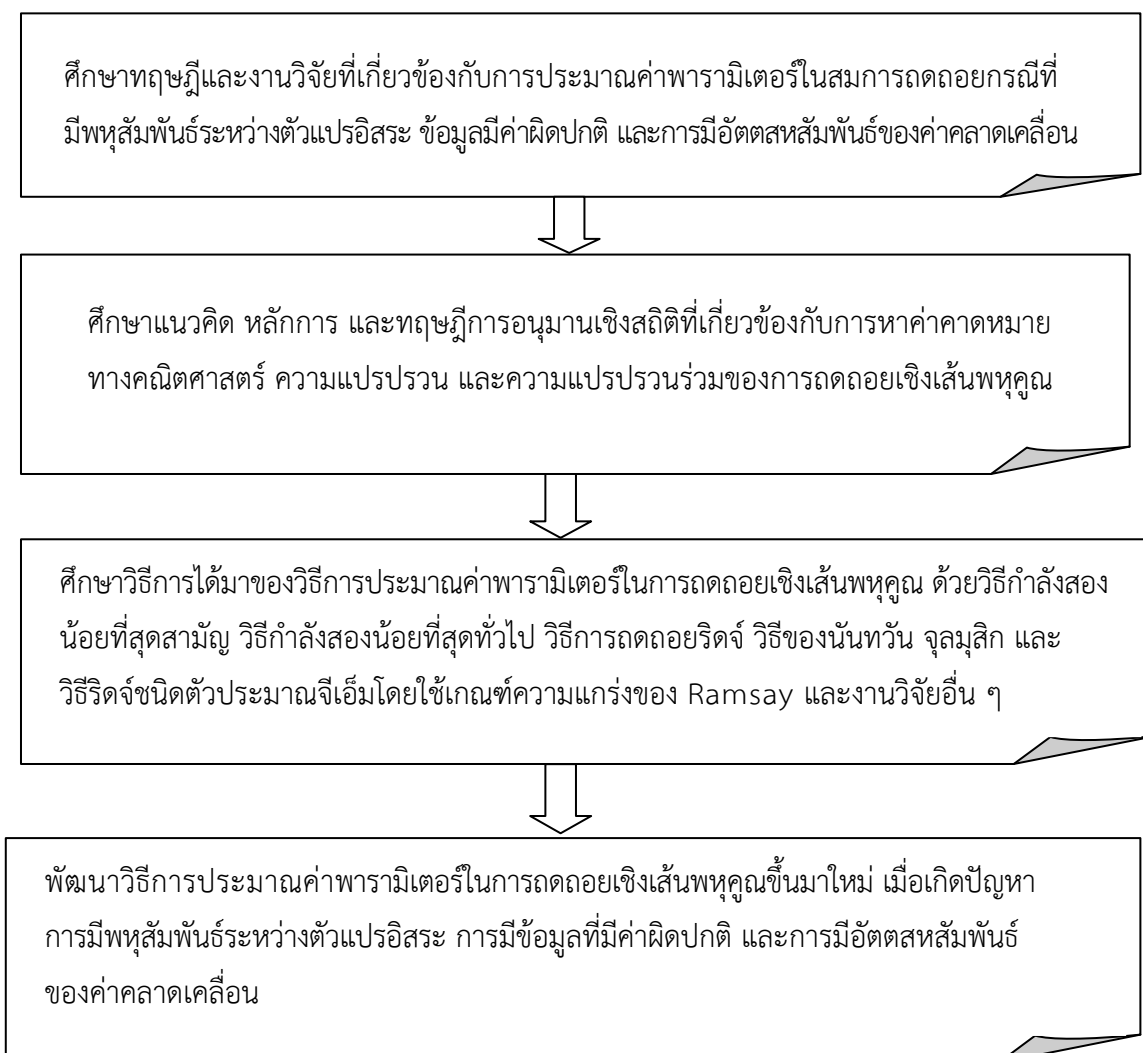 ศึกษาทฤษฎีและงานวิจัยที่เกี่ยวข้องกับการประมาณค่าพารามิเตอร์ในสมการถดถอยกรณีที่
มีพหุสัมพันธ์ระหว่างตัวแปรอิสระ ข้อมูลมีค่าผิดปกติ และการมีอัตตสหสัมพันธ์ของค่าคลาดเคลื่อน
ศึกษาแนวคิด หลักการ และทฤษฎีการอนุมานเชิงสถิติที่เกี่ยวข้องกับการหาค่าคาดหมาย
ทางคณิตศาสตร์ ความแปรปรวน และความแปรปรวนร่วมของการถดถอยเชิงเส้นพหุคูณ
ศึกษาวิธีการได้มาของวิธีการประมาณค่าพารามิเตอร์ในการถดถอยเชิงเส้นพหุคูณ ด้วยวิธีกำลังสอง
น้อยที่สุดสามัญ วิธีกำลังสองน้อยที่สุดทั่วไป วิธีการถดถอยริดจ์ วิธีของนันทวัน จุลมุสิก และ
วิธีริดจ์ชนิดตัวประมาณจีเอ็มโดยใช้เกณฑ์ความแกร่งของ Ramsay และงานวิจัยอื่น ๆ
พัฒนาวิธีการประมาณค่าพารามิเตอร์ในการถดถอยเชิงเส้นพหุคูณขึ้นมาใหม่ เมื่อเกิดปัญหา
การมีพหุสัมพันธ์ระหว่างตัวแปรอิสระ การมีข้อมูลที่มีค่าผิดปกติ และการมีอัตตสหสัมพันธ์
ของค่าคลาดเคลื่อน